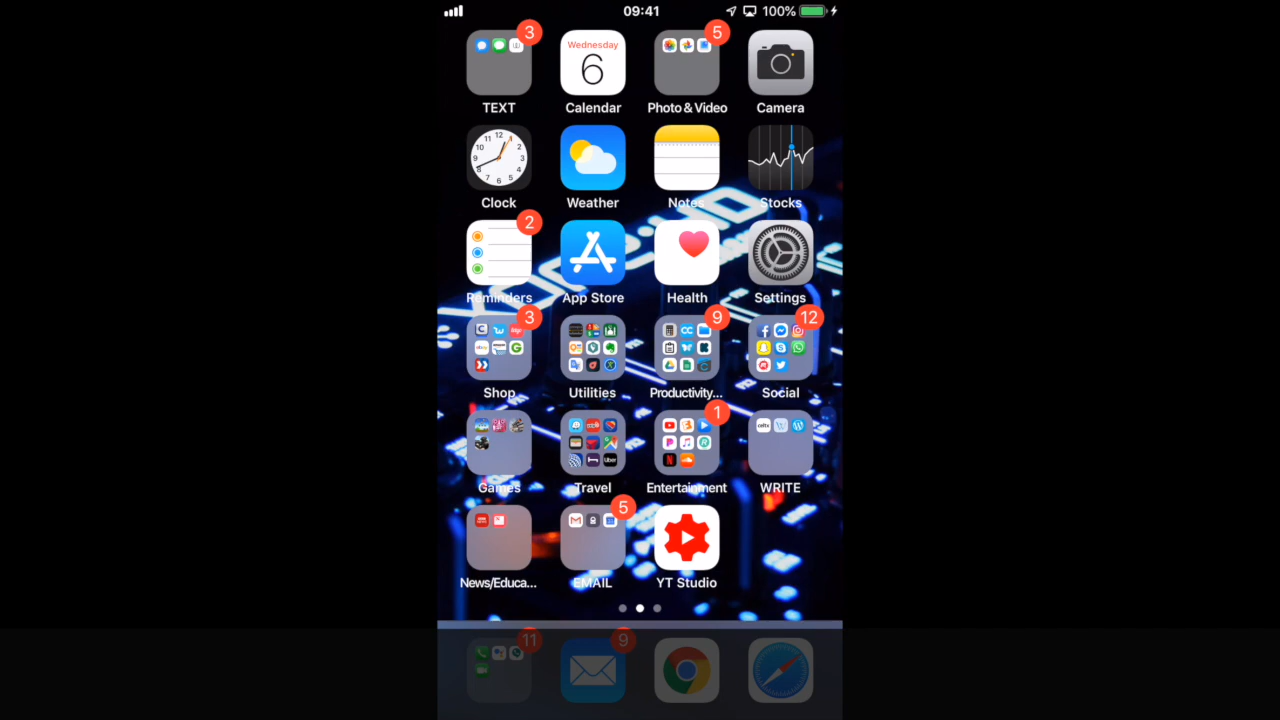 09:41 100%
3 5
Wednesday
6
TEXT Calendar Photo & Video Camera
Clock Weather Notes Stocks
2
Reminders App Store Health Settings
3 9 12
Shop Utilities Productivity... Social
1
Games Travel Entertainment WRITE
5
News/Educa... EMAIL YT Studio
11 9